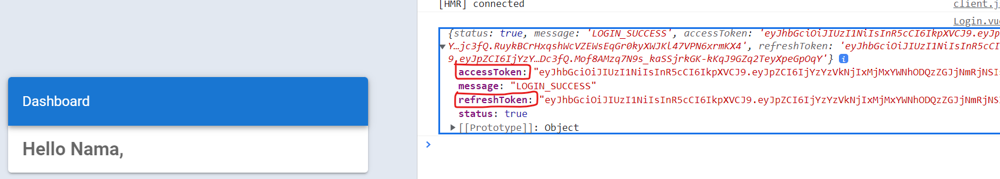 Dashboard
Hello Nama,
[HMR] connected
client.j
Login.vu
{status: true, message: 'LOGIN_SUCCESS', accessToken: 'eyJhbGciOiJIUzI1NiIsInR5cCI6IkpXVCJ9.eyJp
Y…jc3fQ.RuykBCrHxqshWcVZEWsEqGr0kyXWJKl47VPN6xrmKX4', refreshToken: 'eyJhbGciOiJIUzI1NiIsInR5cCI
9.eyJpZCI6IjYzY…Dc3fQ.Mof8AMzq7N9s_kaSSjrkGK-kKqJ9GZq2TeyXpeGpOqY'} i
accessToken: "eyJhbGciOiJIUzI1NiIsInR5cCI6IkpXVCJ9.eyJpZCI6IjYzYzVkNjIxMjMxYWNhODQzZGJjNmRjNSIs
message: "LOGIN_SUCCESS"
refreshToken: "eyJhbGciOiJIUzI1NiIsInR5cCI6IkpXVCJ9.eyJpZCI6IjYzYzVkNjIxMjMxYWNhODQzZGJjNmRjNSI
status: true
[[Prototype]]: Object